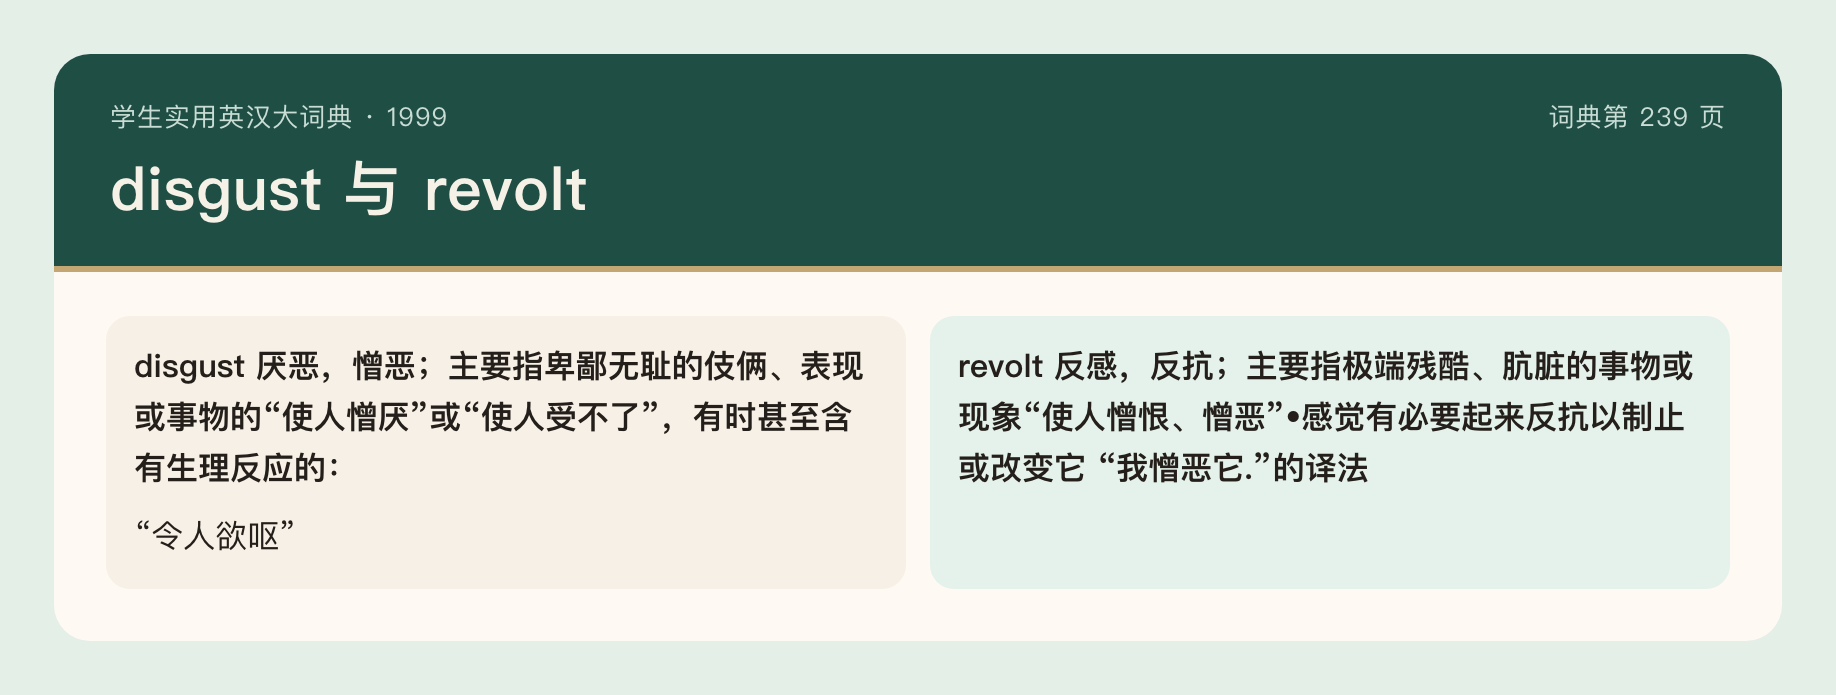 学生实用英汉大词典 · 1999
词典第 239 页
disgust 与 revolt
disgust 厌恶，憎恶；主要指卑鄙无耻的伎俩、表现
或事物的“使人憎厌”或“使人受不了”，有时甚至含
有生理反应的：
“令人欲呕”
revolt 反感，反抗；主要指极端残酷、肮脏的事物或
现象“使人憎恨、憎恶”•感觉有必要起来反抗以制止
或改变它 “我憎恶它.”的译法